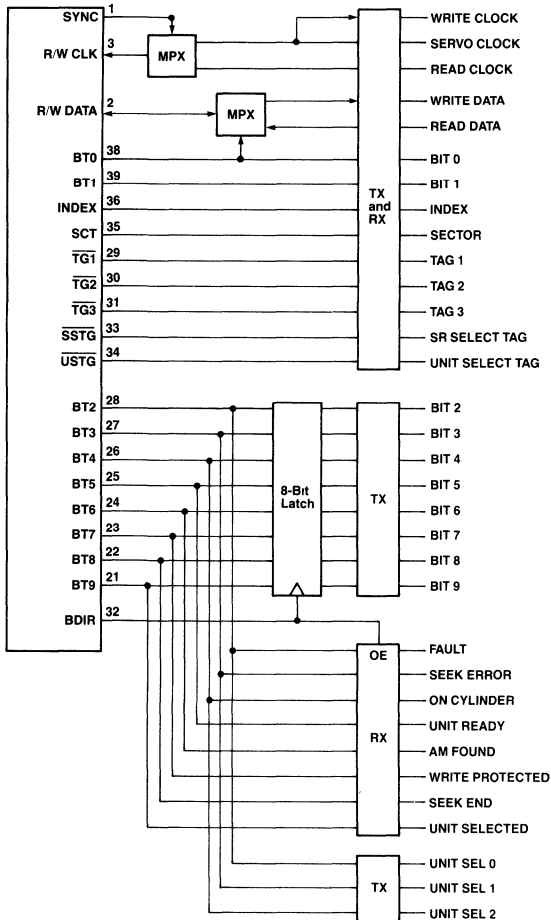 SYNC 1 WRITE CLOCK
R/W CLK 3 MPX SERVO CLOCK
READ CLOCK
R/W DATA 2 MPX WRITE DATA
READ DATA
BT0 38 BIT 0
BT1 39 BIT 1
INDEX 36 TX and RX INDEX
SCT 35 SECTOR
TG1 29 TAG 1
TG2 30 TAG 2
TG3 31 TAG 3
SSTG 33 SR SELECT TAG
USTG 34 UNIT SELECT TAG
BT2 28 BIT 2
BT3 27 BIT 3
BT4 26 BIT 4
BT5 25 8-Bit Latch TX BIT 5
BT6 24 BIT 6
BT7 23 BIT 7
BT8 22 BIT 8
BT9 21 BIT 9
BDIR 32
OE FAULT
SEEK ERROR
ON CYLINDER
UNIT READY
RX AM FOUND
WRITE PROTECTED
SEEK END
UNIT SELECTED
UNIT SEL 0
TX UNIT SEL 1
UNIT SEL 2